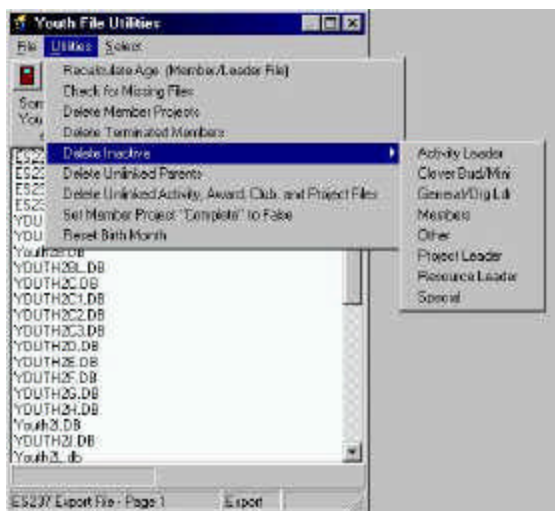 Youth File Utilities
File Utilities Select
Recalculate Age (Member/Leader File)
Check for Missing Files
Delete Member Projects
Delete Terminated Members
Delete Inactive
Delete Unlinked Parents
Delete Unlinked Activity, Award, Club, and Project Files
Set Member Project "Complete" to False
Reset Birth Month
Activity Leader
Clover Bud/Mini
General/Org Ldr
Members
Other
Project Leader
Resource Leader
Special
YOUTH2BL.DB
YOUTH2C.DB
YOUTH2C1.DB
YOUTH2C2.DB
YOUTH2C3.DB
YOUTH2D.DB
YOUTH2E.DB
YOUTH2F.DB
YOUTH2G.DB
YOUTH2H.DB
Youth2I.DB
YOUTH2J.DB
Youth2L.db
ES237 Export File - Page 1 Export